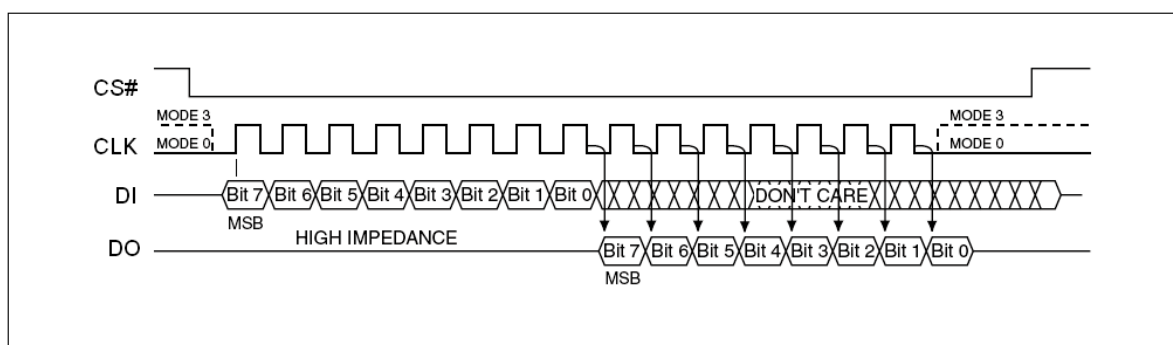 CS#
MODE 3
MODE 3
CLK
MODE 0
MODE 0
DI
Bit 7 Bit 6 Bit 5 Bit 4 Bit 3 Bit 2 Bit 1 Bit 0
DON'T CARE
MSB
HIGH IMPEDANCE
DO
Bit 7 Bit 6 Bit 5 Bit 4 Bit 3 Bit 2 Bit 1 Bit 0
MSB